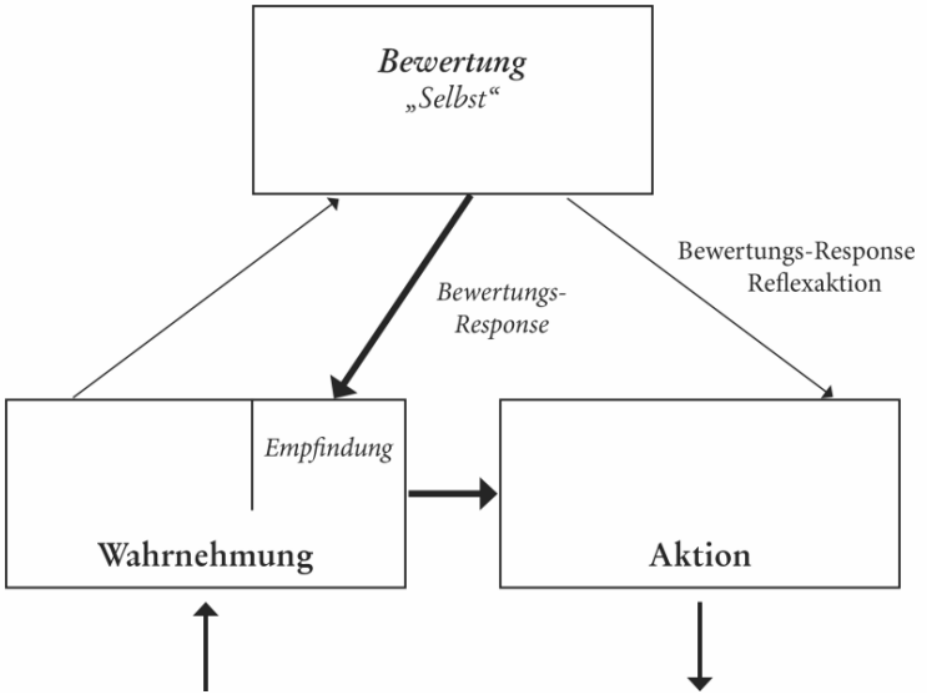 Bewertung
„Selbst“
Bewertungs-Response
Reflexaktion
Bewertungs-
Response
Empfindung
Wahrnehmung
Aktion